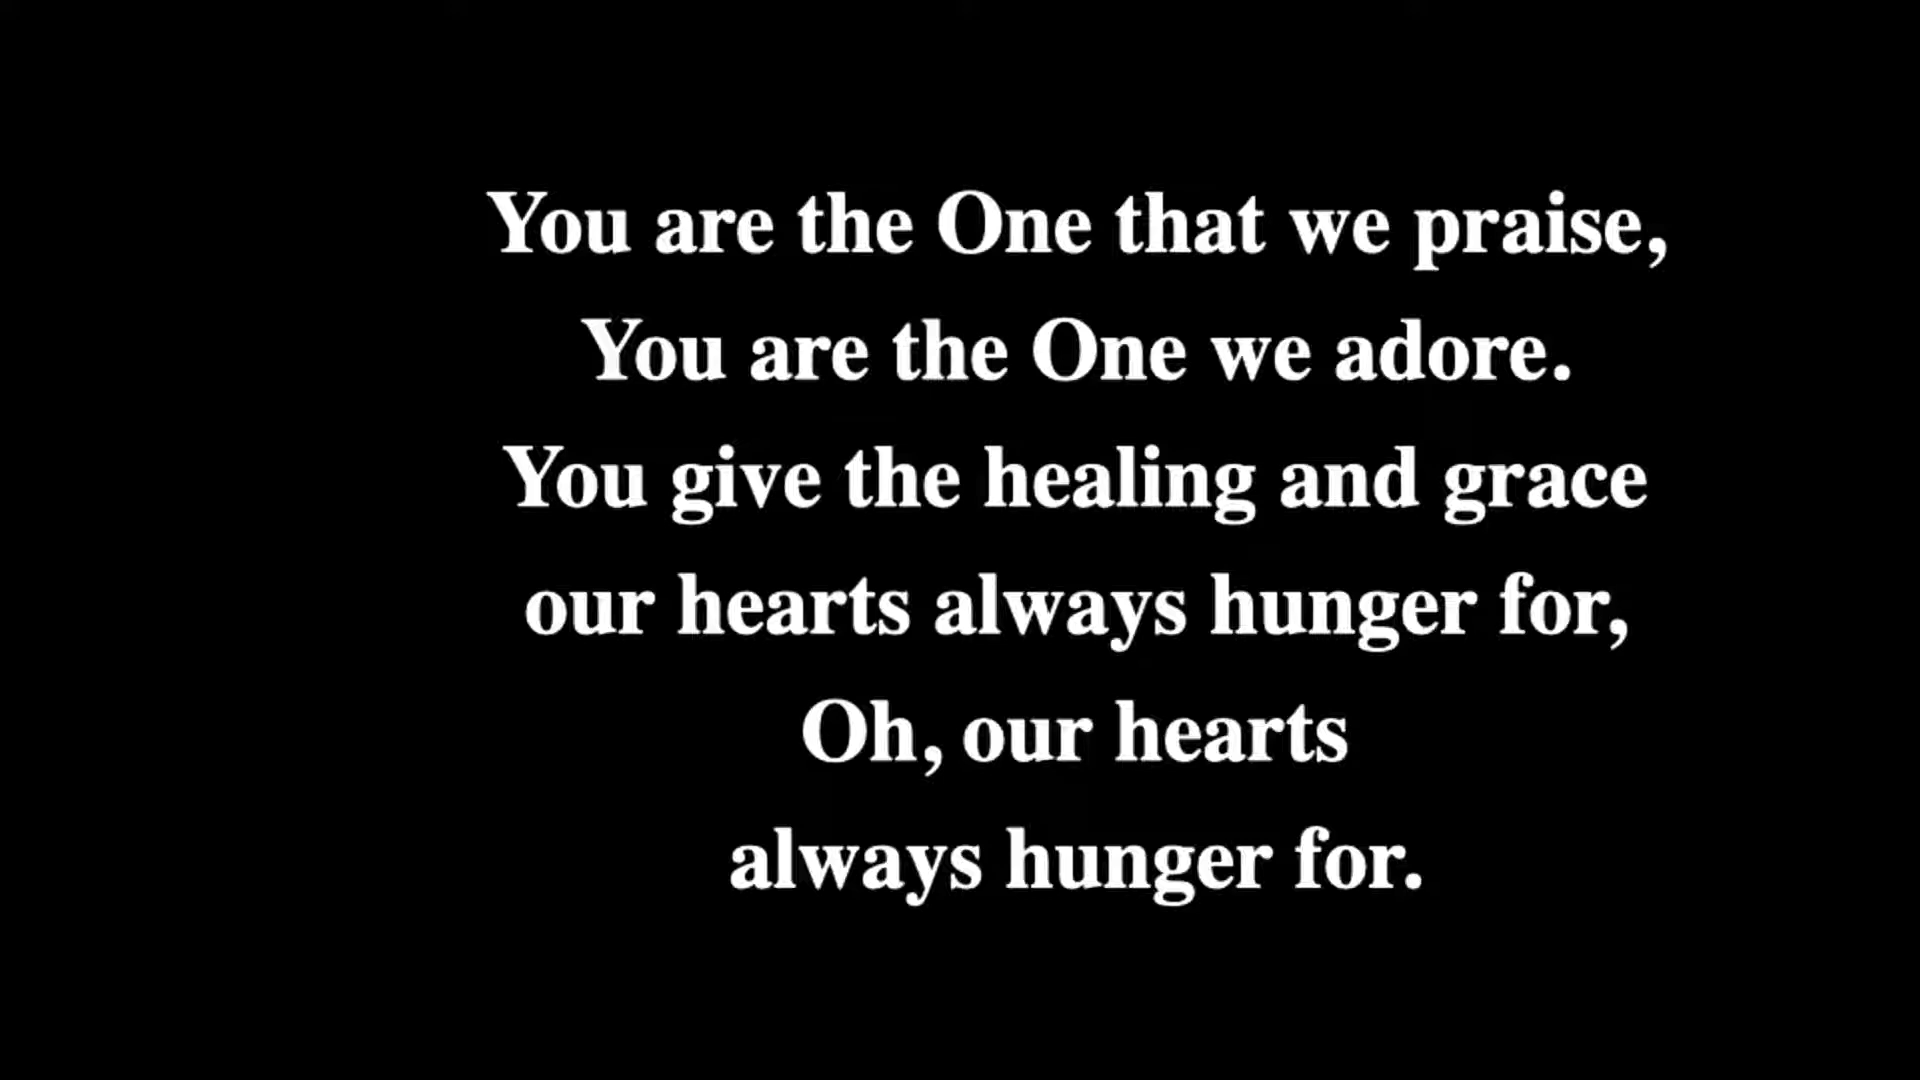 You are the One that we praise,
You are the One we adore.
You give the healing and grace
our hearts always hunger for,
Oh, our hearts
always hunger for.